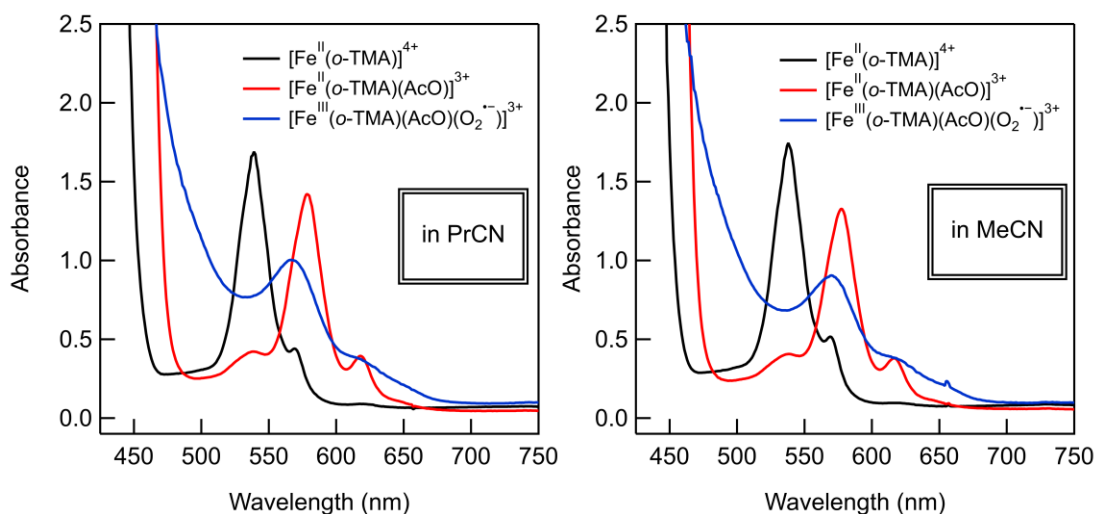 2.5
2.0
1.5
1.0
0.5
0.0
Absorbance
[Fe^II(o-TMA)]^4+
[Fe^II(o-TMA)(AcO)]^3+
[Fe^III(o-TMA)(AcO)(O₂^•−)]^3+
in PrCN
450 500 550 600 650 700 750
Wavelength (nm)
2.5
2.0
1.5
1.0
0.5
0.0
Absorbance
[Fe^II(o-TMA)]^4+
[Fe^II(o-TMA)(AcO)]^3+
[Fe^III(o-TMA)(AcO)(O₂^•−)]^3+
in MeCN
450 500 550 600 650 700 750
Wavelength (nm)